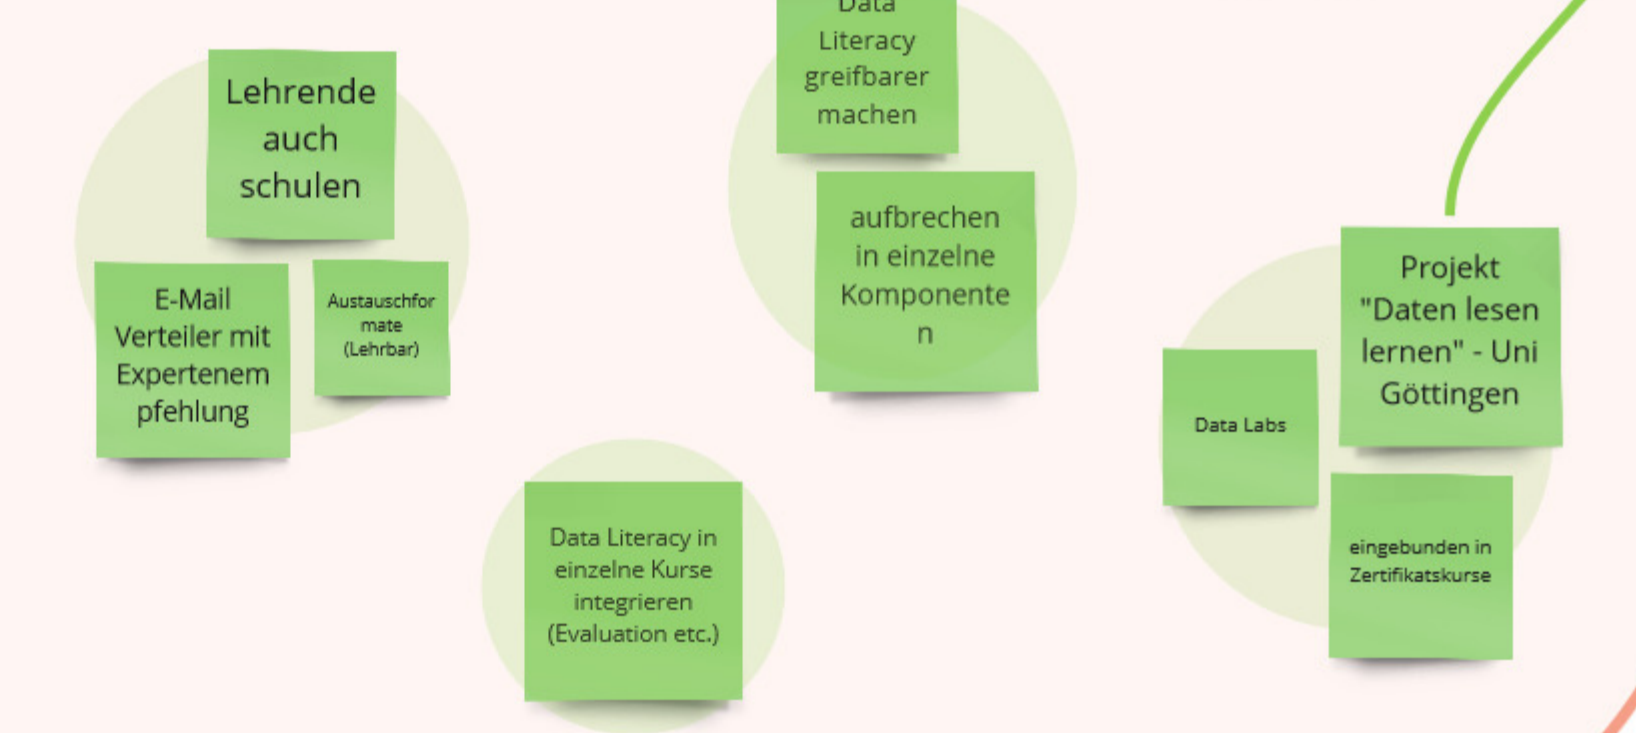 Lehrende
auch
schulen
E-Mail
Verteiler mit
Expertenem
pfehlung
Austauschfor
mate
(Lehrbar)
Data
Literacy
greifbarer
machen
aufbrechen
in einzelne
Komponente
n
Data Literacy in
einzelne Kurse
integrieren
(Evaluation etc.)
Projekt
"Daten lesen
lernen" - Uni
Göttingen
Data Labs
eingebunden in
Zertifikatskurse